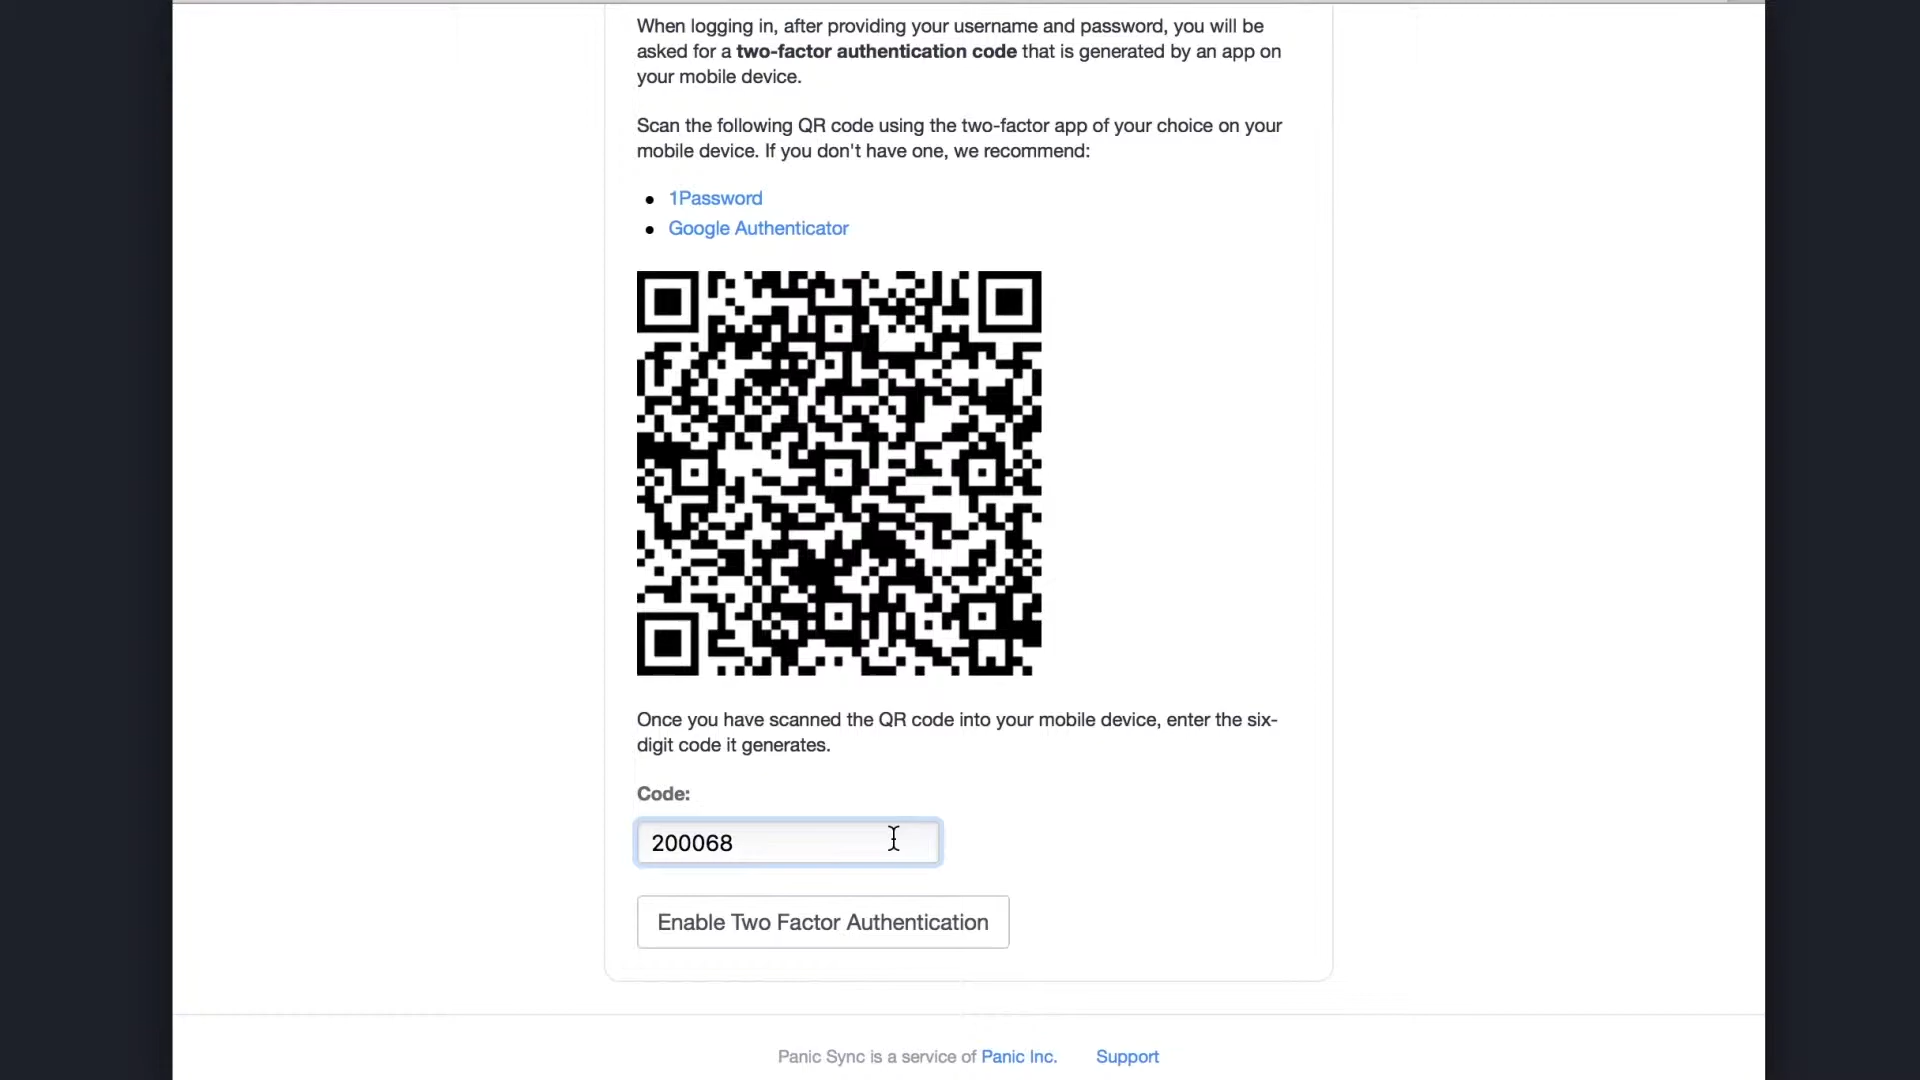 When logging in, after providing your username and password, you will be
asked for a two-factor authentication code that is generated by an app on
your mobile device.
Scan the following QR code using the two-factor app of your choice on your
mobile device. If you don't have one, we recommend:
1Password
Google Authenticator
Once you have scanned the QR code into your mobile device, enter the six-
digit code it generates.
Code:
200068
Enable Two Factor Authentication
Panic Sync is a service of Panic Inc. Support